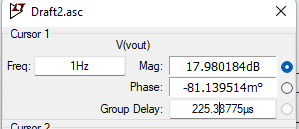 Draft2.asc
Cursor 1
V(vout)
Freq: 1Hz Mag: 17.980184dB
Phase: -81.139514m°
Group Delay: 225.38775µs
Cursor 2